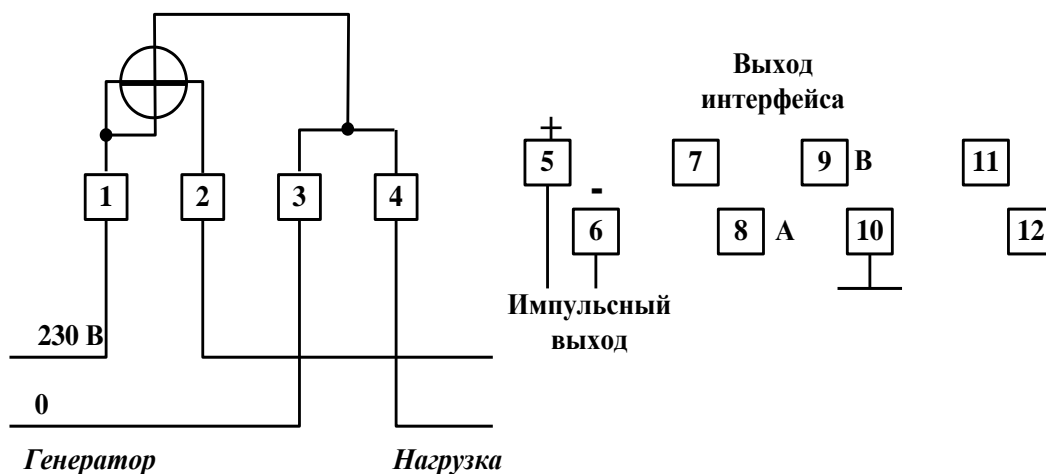 Выход
интерфейса
+
5
7
9
B
11
1
2
3
4
-
6
8
A
10
12
Импульсный
выход
230 В
0
Генератор
Нагрузка